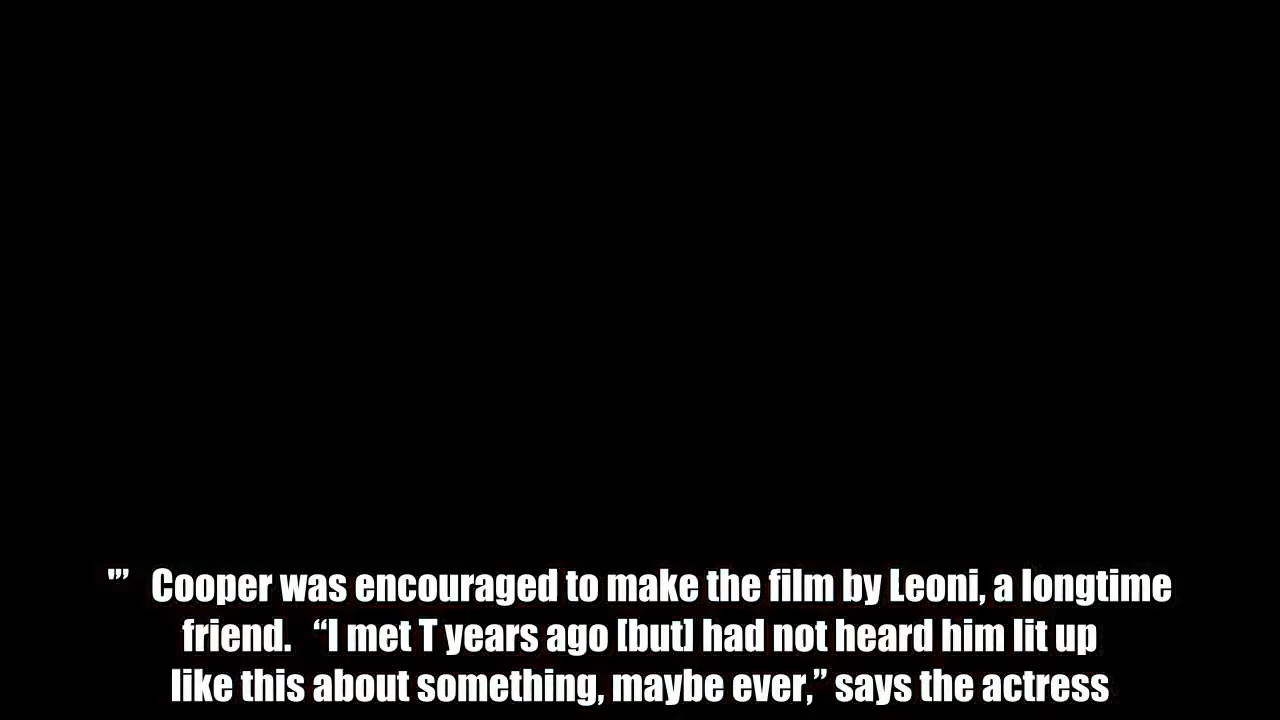 '”   Cooper was encouraged to make the film by Leoni, a longtime
friend.   “I met T years ago [but] had not heard him lit up
like this about something, maybe ever,” says the actress